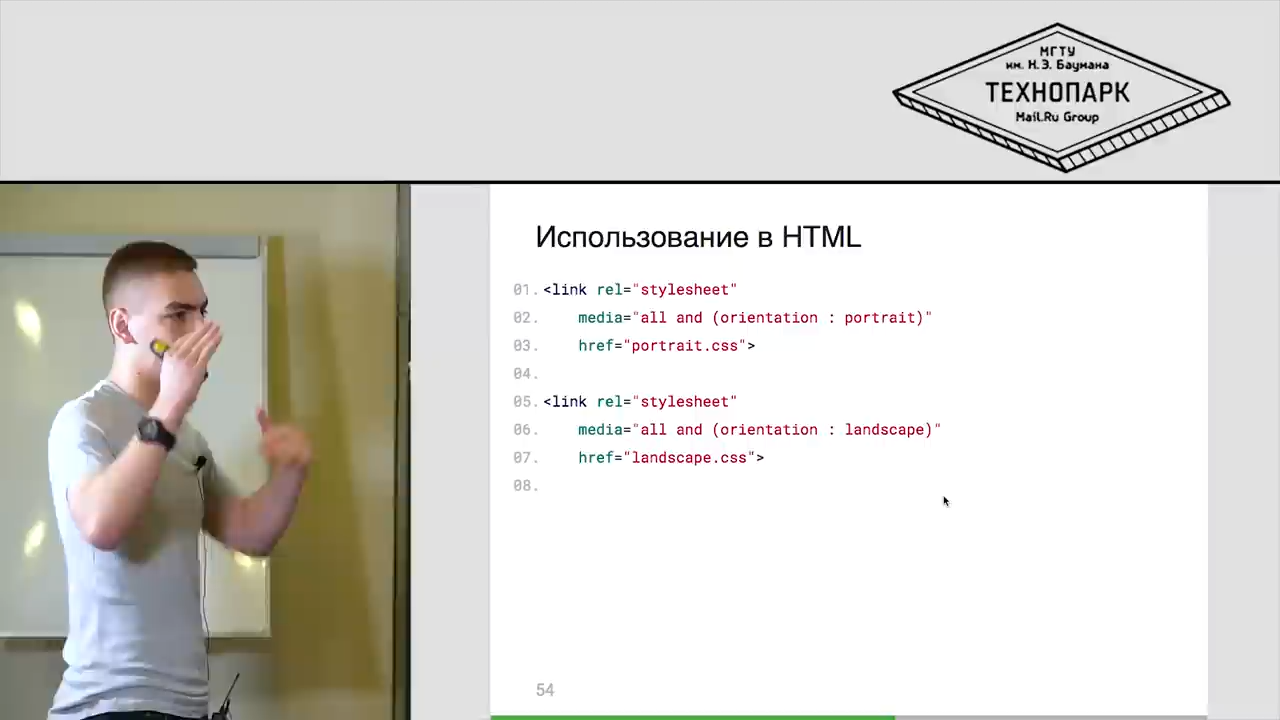 МГТУ
им. Н.Э. Баумана
ТЕХНОПАРК
Mail.Ru Group
Использование в HTML
01. <link rel="stylesheet"
02. media="all and (orientation : portrait)"
03. href="portrait.css">
04.
05. <link rel="stylesheet"
06. media="all and (orientation : landscape)"
07. href="landscape.css">
08.
54